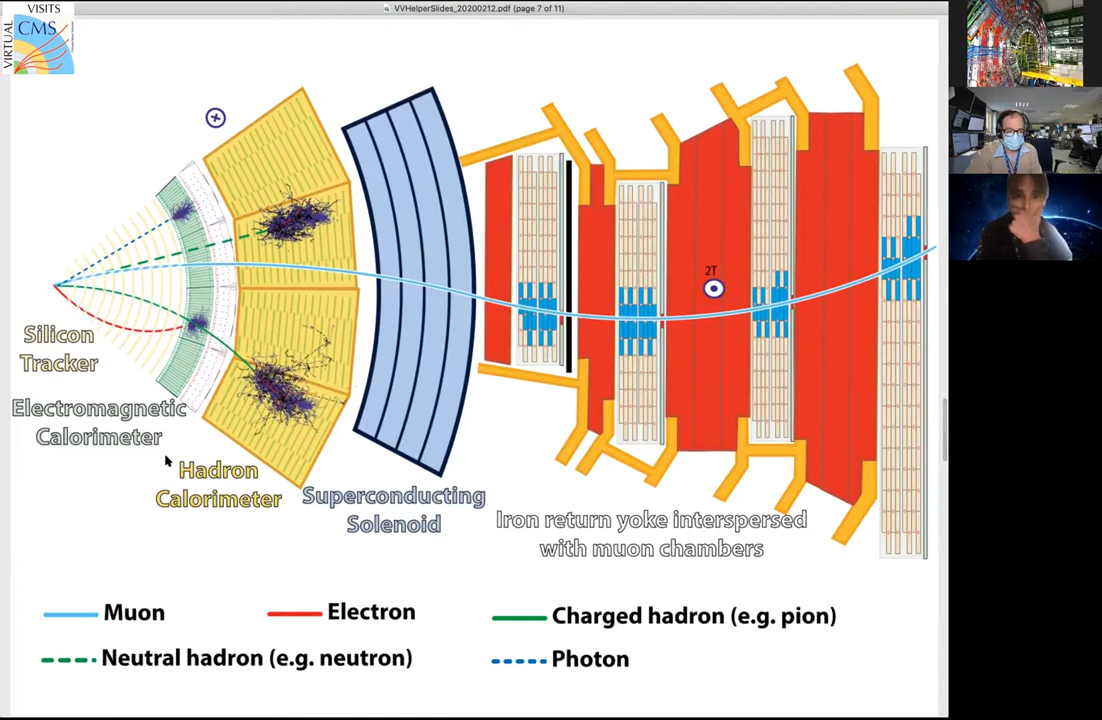 VVHelperSlides_20200212.pdf (page 7 of 11)
VIRTUAL
VISITS
CMS
2T
Silicon
Tracker
Electromagnetic
Calorimeter
Hadron
Calorimeter
Superconducting
Solenoid
Iron return yoke interspersed
with muon chambers
Muon
Electron
Charged hadron (e.g. pion)
Neutral hadron (e.g. neutron)
Photon